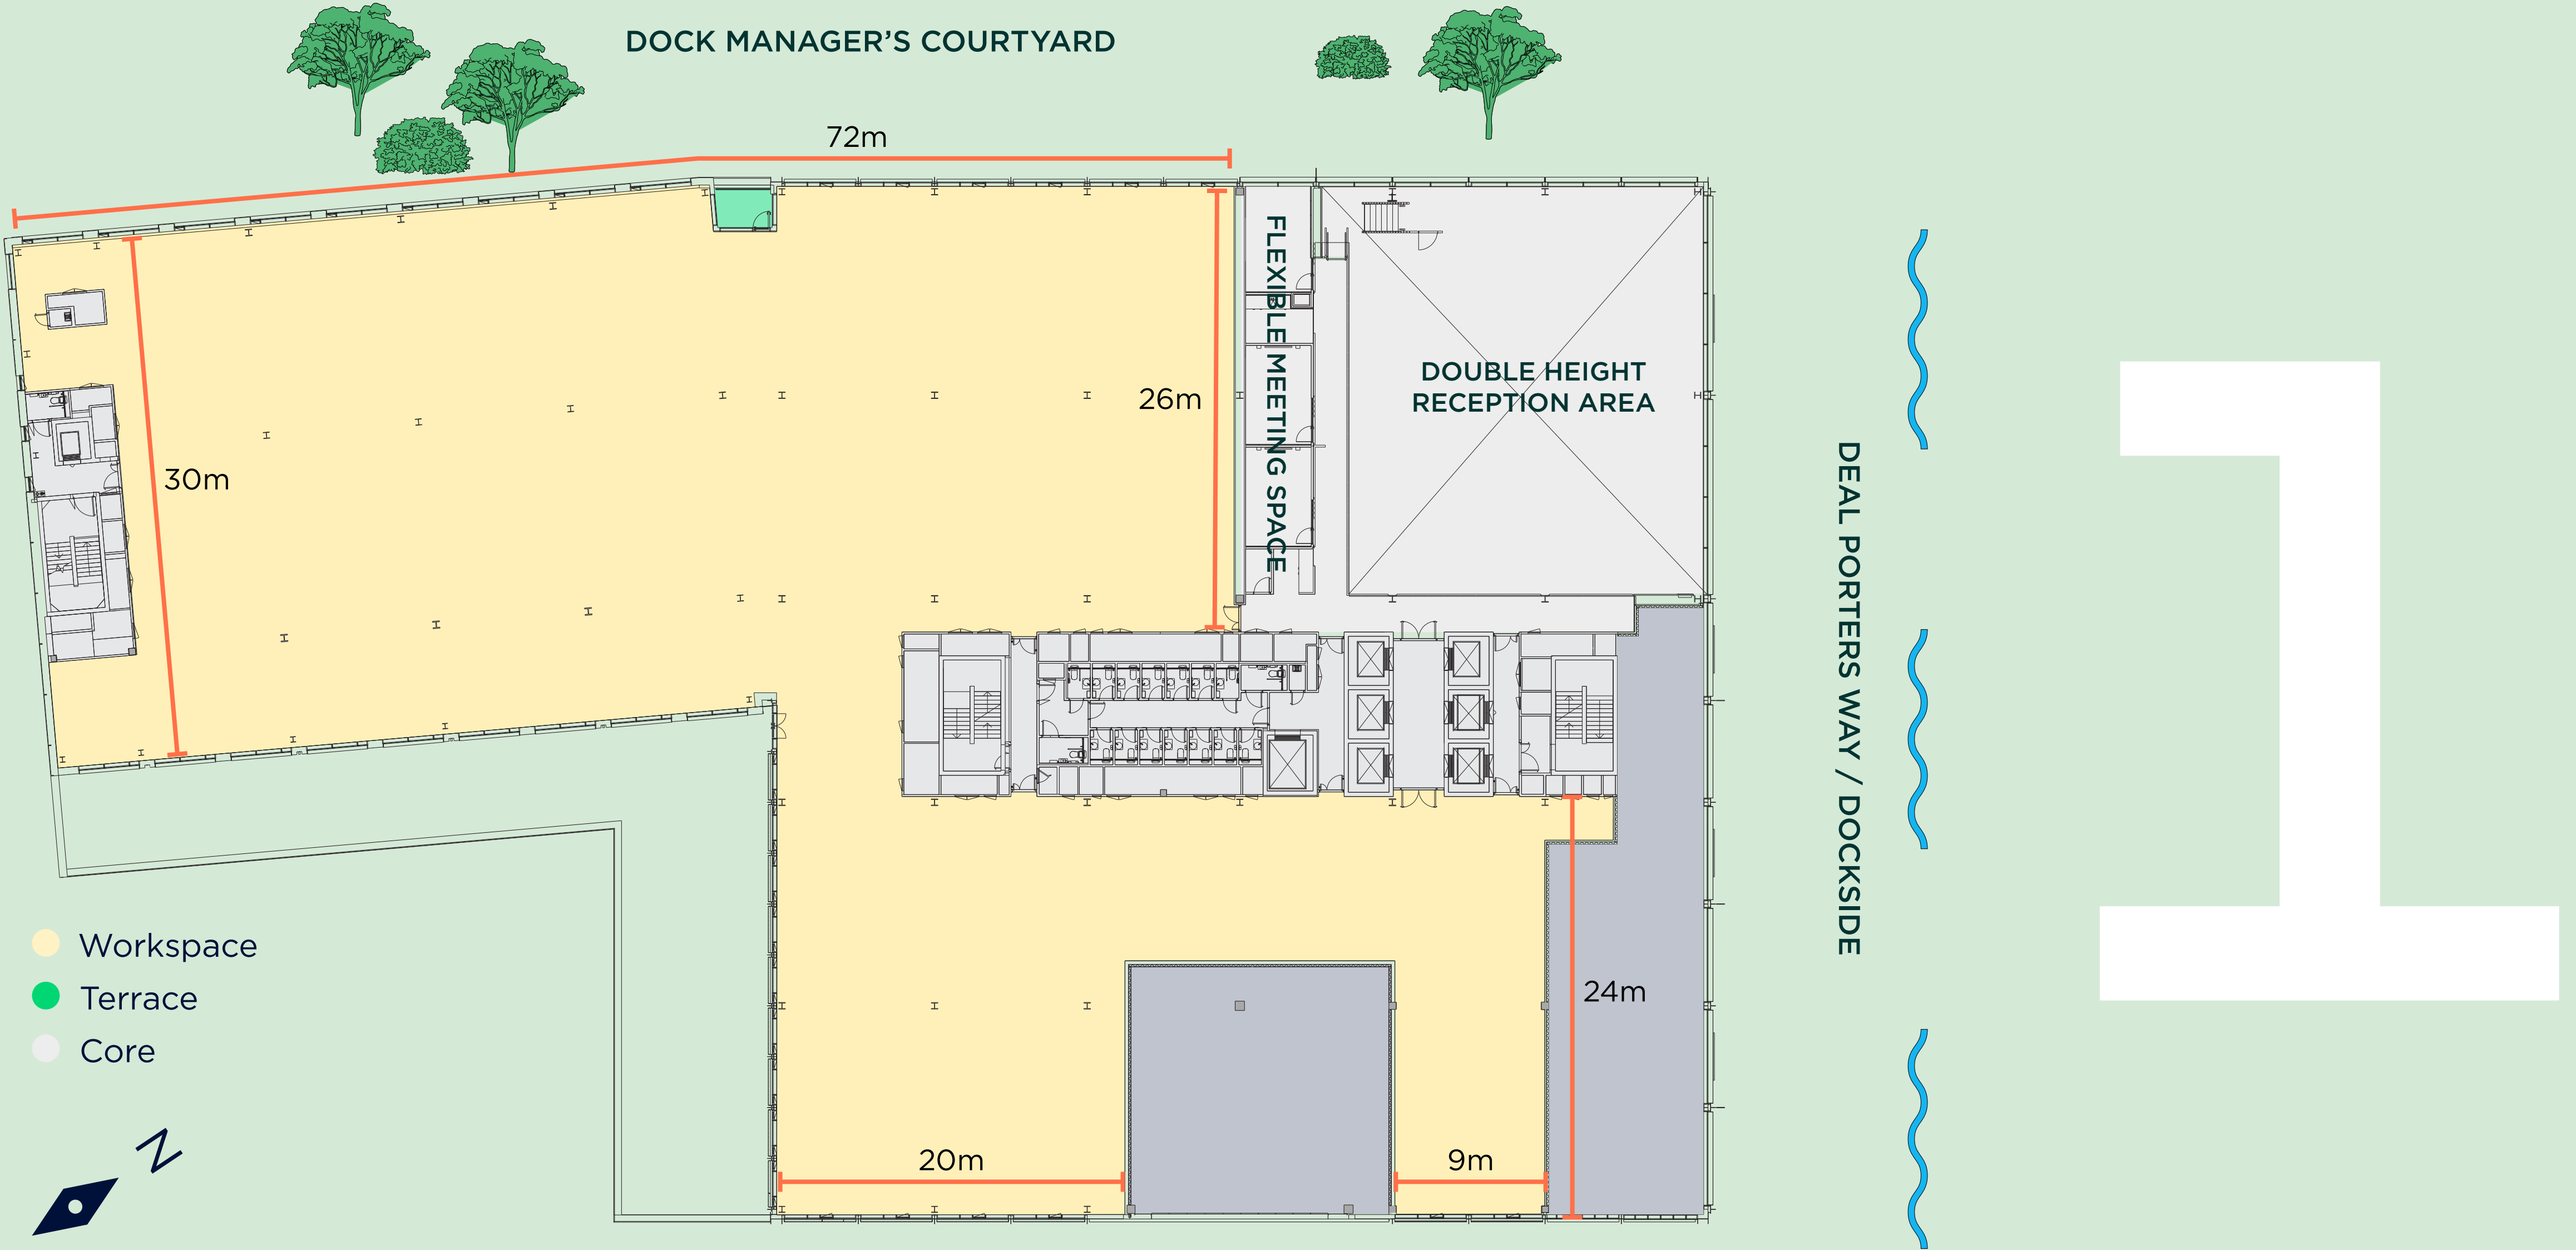 DOCK MANAGER’S COURTYARD
72m
26m
30m
FLEXIBLE MEETING SPACE
DOUBLE HEIGHT
RECEPTION AREA
DEAL PORTERS WAY / DOCKSIDE
1
24m
20m
9m
Workspace
Terrace
Core
N